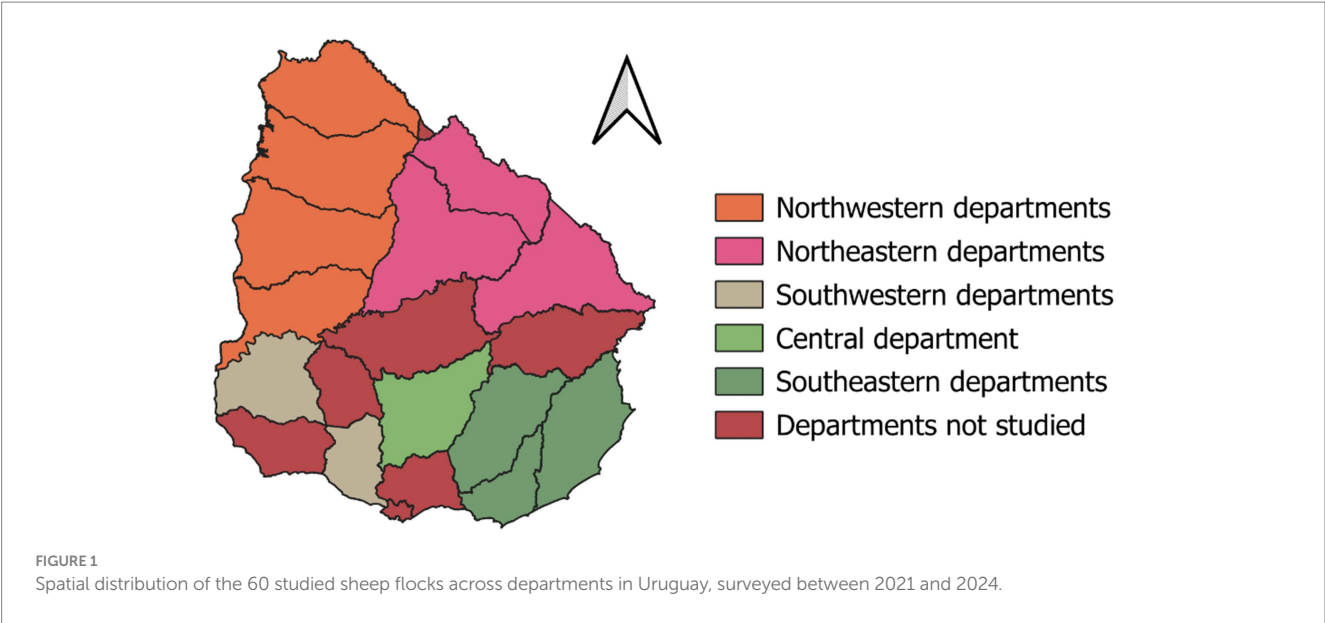 Northwestern departments
Northeastern departments
Southwestern departments
Central department
Southeastern departments
Departments not studied
FIGURE 1
Spatial distribution of the 60 studied sheep flocks across departments in Uruguay, surveyed between 2021 and 2024.